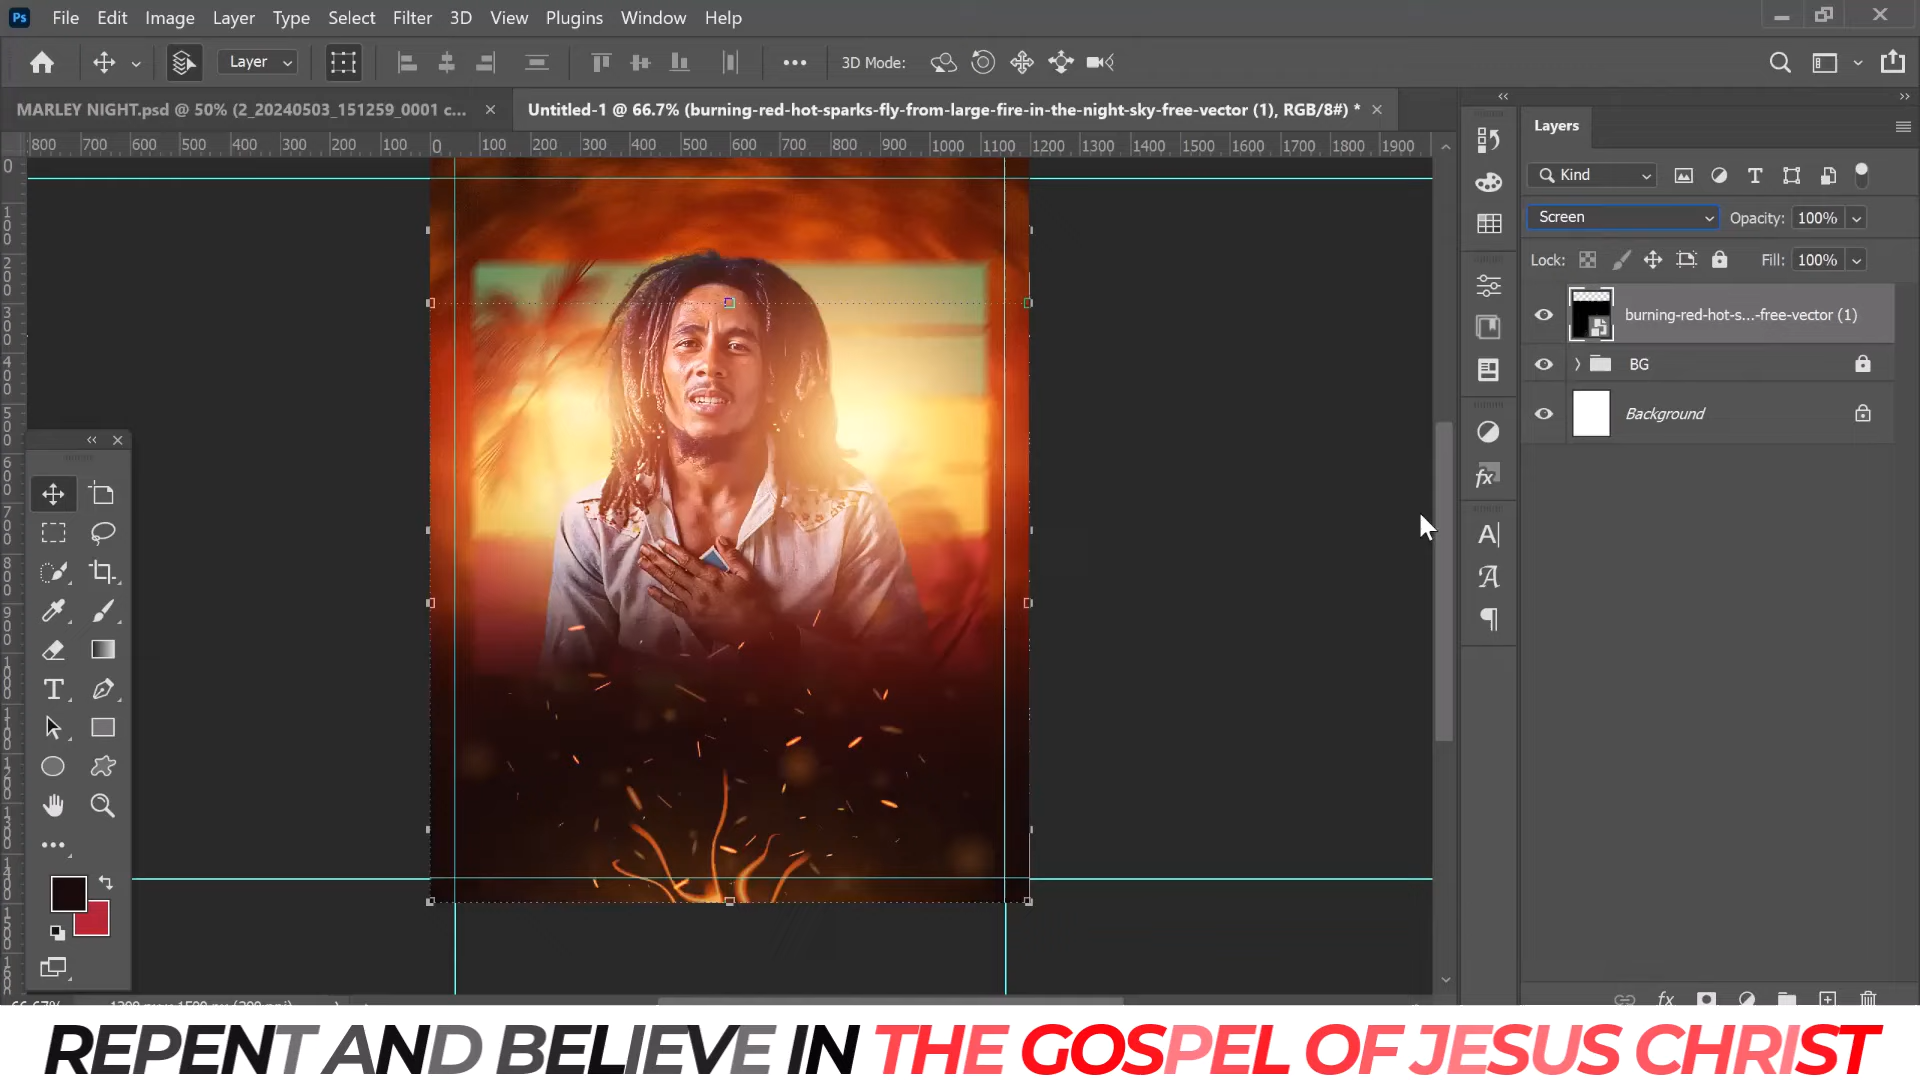 Ps File Edit Image Layer Type Select Filter 3D View Plugins Window Help
Layer 3D Mode:
MARLEY NIGHT.psd @ 50% (2_20240503_151259_0001 c...
Untitled-1 @ 66.7% (burning-red-hot-sparks-fly-from-large-fire-in-the-night-sky-free-vector (1), RGB/8#) *
800 700 600 500 400 300 200 100 0 100 200 300 400 500 600 700 800 900 1000 1100 1200 1300 1400 1500 1600 1700 1800 1900
Layers
Kind
Screen Opacity: 100%
Lock: Fill: 100%
burning-red-hot-s...-free-vector (1)
BG
Background
REPENT AND BELIEVE IN THE GOSPEL OF JESUS CHRIST